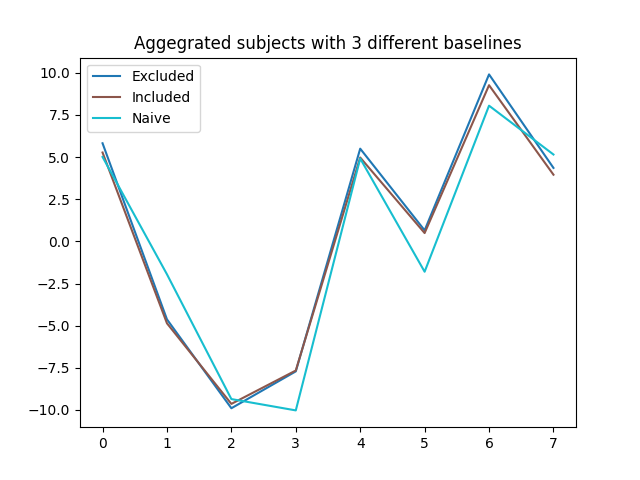 Aggegrated subjects with 3 different baselines
Excluded
Included
Naive
10.0
7.5
5.0
2.5
0.0
−2.5
−5.0
−7.5
−10.0
0 1 2 3 4 5 6 7